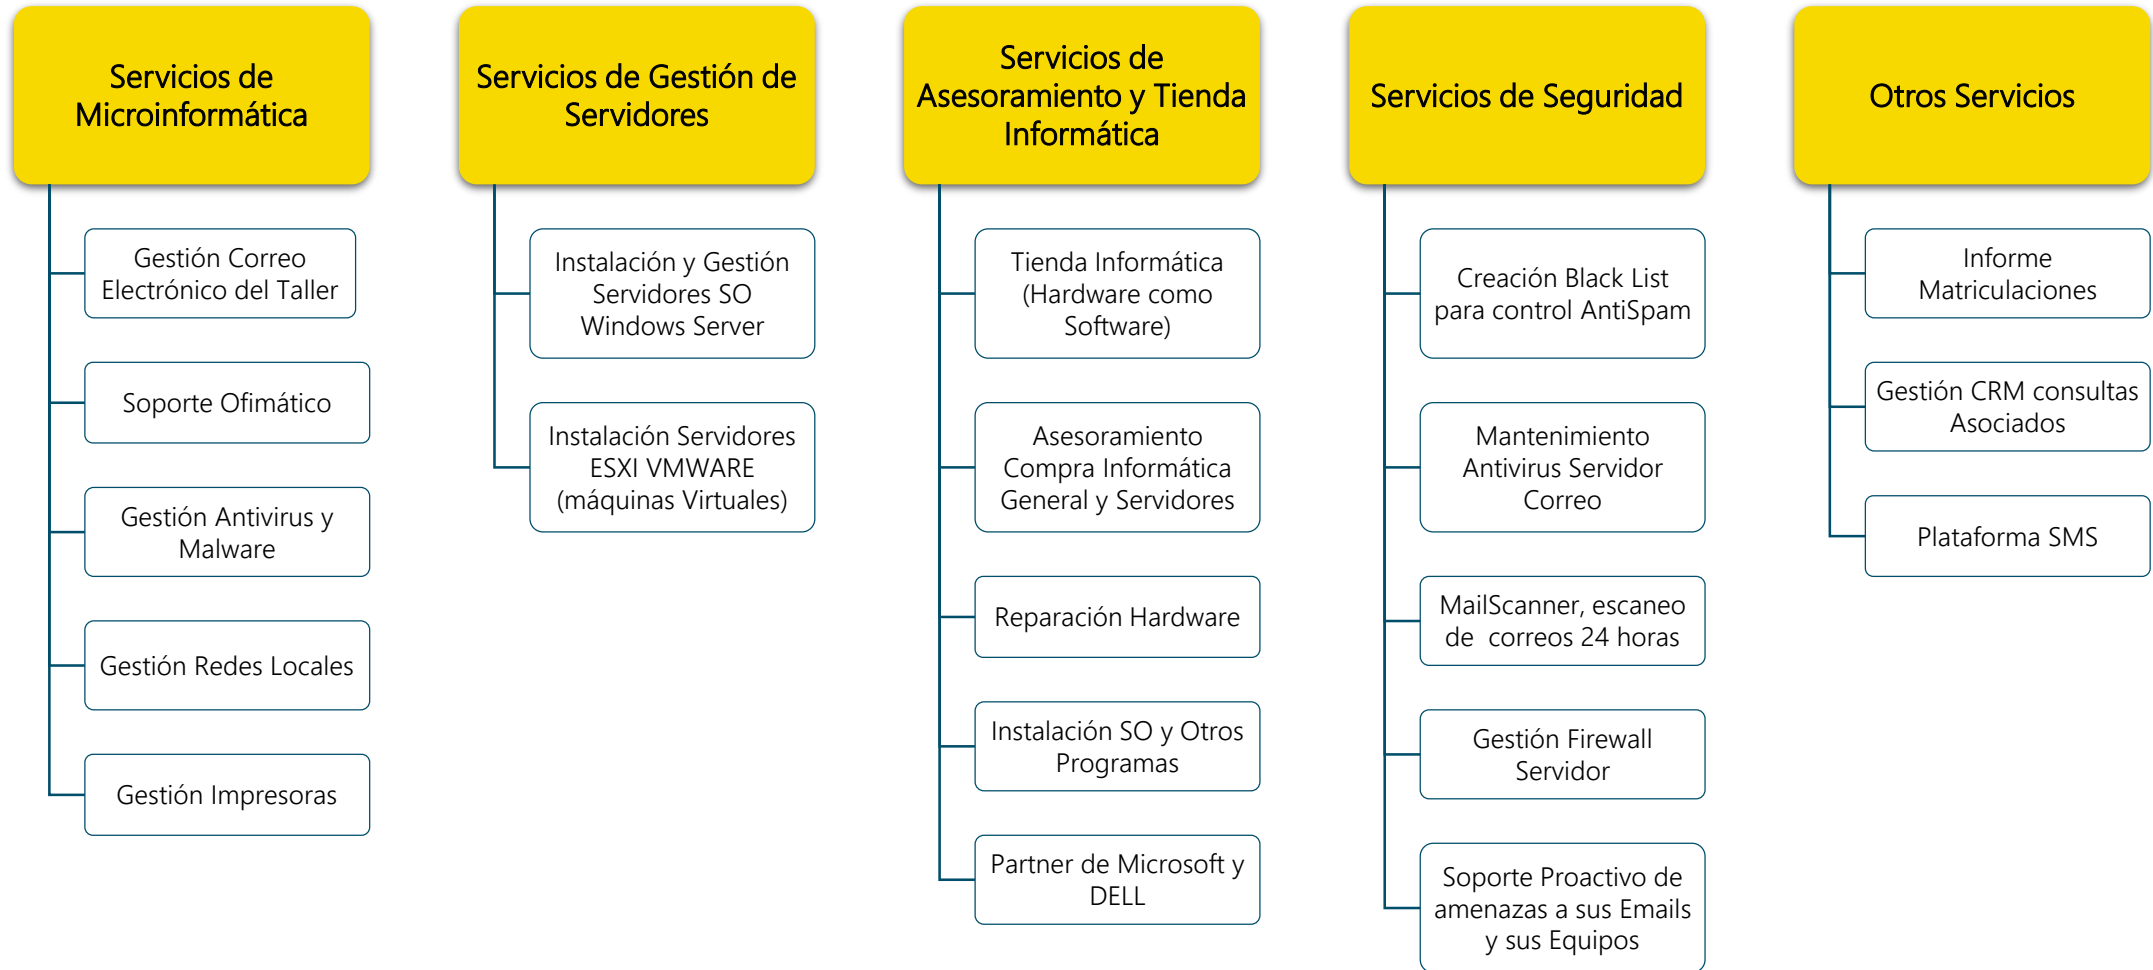 Servicios de
Microinformática
Gestión Correo
Electrónico del Taller
Soporte Ofimático
Gestión Antivirus y
Malware
Gestión Redes Locales
Gestión Impresoras
Servicios de Gestión de
Servidores
Instalación y Gestión
Servidores SO
Windows Server
Instalación Servidores
ESXI VMWARE
(máquinas Virtuales)
Servicios de
Asesoramiento y Tienda
Informática
Tienda Informática
(Hardware como
Software)
Asesoramiento
Compra Informática
General y Servidores
Reparación Hardware
Instalación SO y Otros
Programas
Partner de Microsoft y
DELL
Servicios de Seguridad
Creación Black List
para control AntiSpam
Mantenimiento
Antivirus Servidor
Correo
MailScanner, escaneo
de correos 24 horas
Gestión Firewall
Servidor
Soporte Proactivo de
amenazas a sus Emails
y sus Equipos
Otros Servicios
Informe
Matriculaciones
Gestión CRM consultas
Asociados
Plataforma SMS